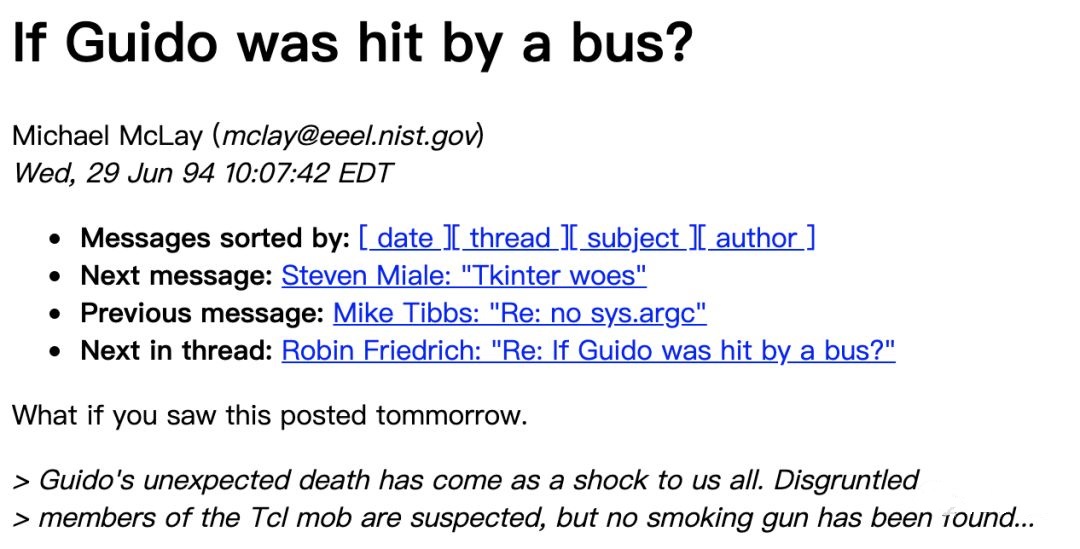 If Guido was hit by a bus?
Michael McLay (mclay@eeel.nist.gov)
Wed, 29 Jun 94 10:07:42 EDT
• Messages sorted by: [ date ][ thread ][ subject ][ author ]
• Next message: Steven Miale: "Tkinter woes"
• Previous message: Mike Tibbs: "Re: no sys.argc"
• Next in thread: Robin Friedrich: "Re: If Guido was hit by a bus?"
What if you saw this posted tommorrow.
> Guido's unexpected death has come as a shock to us all. Disgruntled
> members of the Tcl mob are suspected, but no smoking gun has been found...